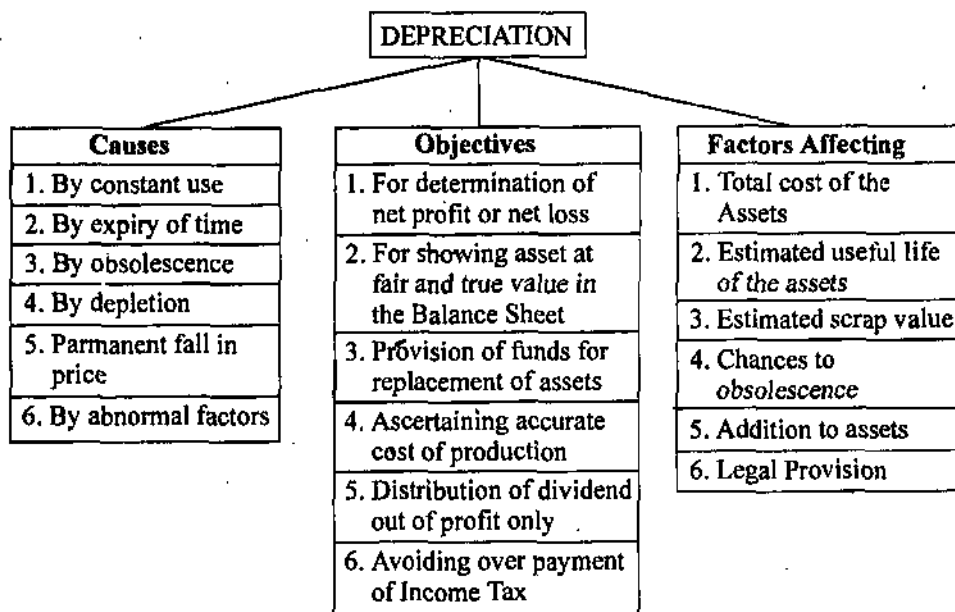 DEPRECIATION
Causes
1. By constant use
2. By expiry of time
3. By obsolescence
4. By depletion
5. Parmanent fall in
price
6. By abnormal factors
Objectives
1. For determination of
net profit or net loss
2. For showing asset at
fair and true value in
the Balance Sheet
3. Provision of funds for
replacement of assets
4. Ascertaining accurate
cost of production
5. Distribution of dividend
out of profit only
6. Avoiding over payment
of Income Tax
Factors Affecting
1. Total cost of the
Assets
2. Estimated useful life
of the assets
3. Estimated scrap value
4. Chances to
obsolescence
5. Addition to assets
6. Legal Provision